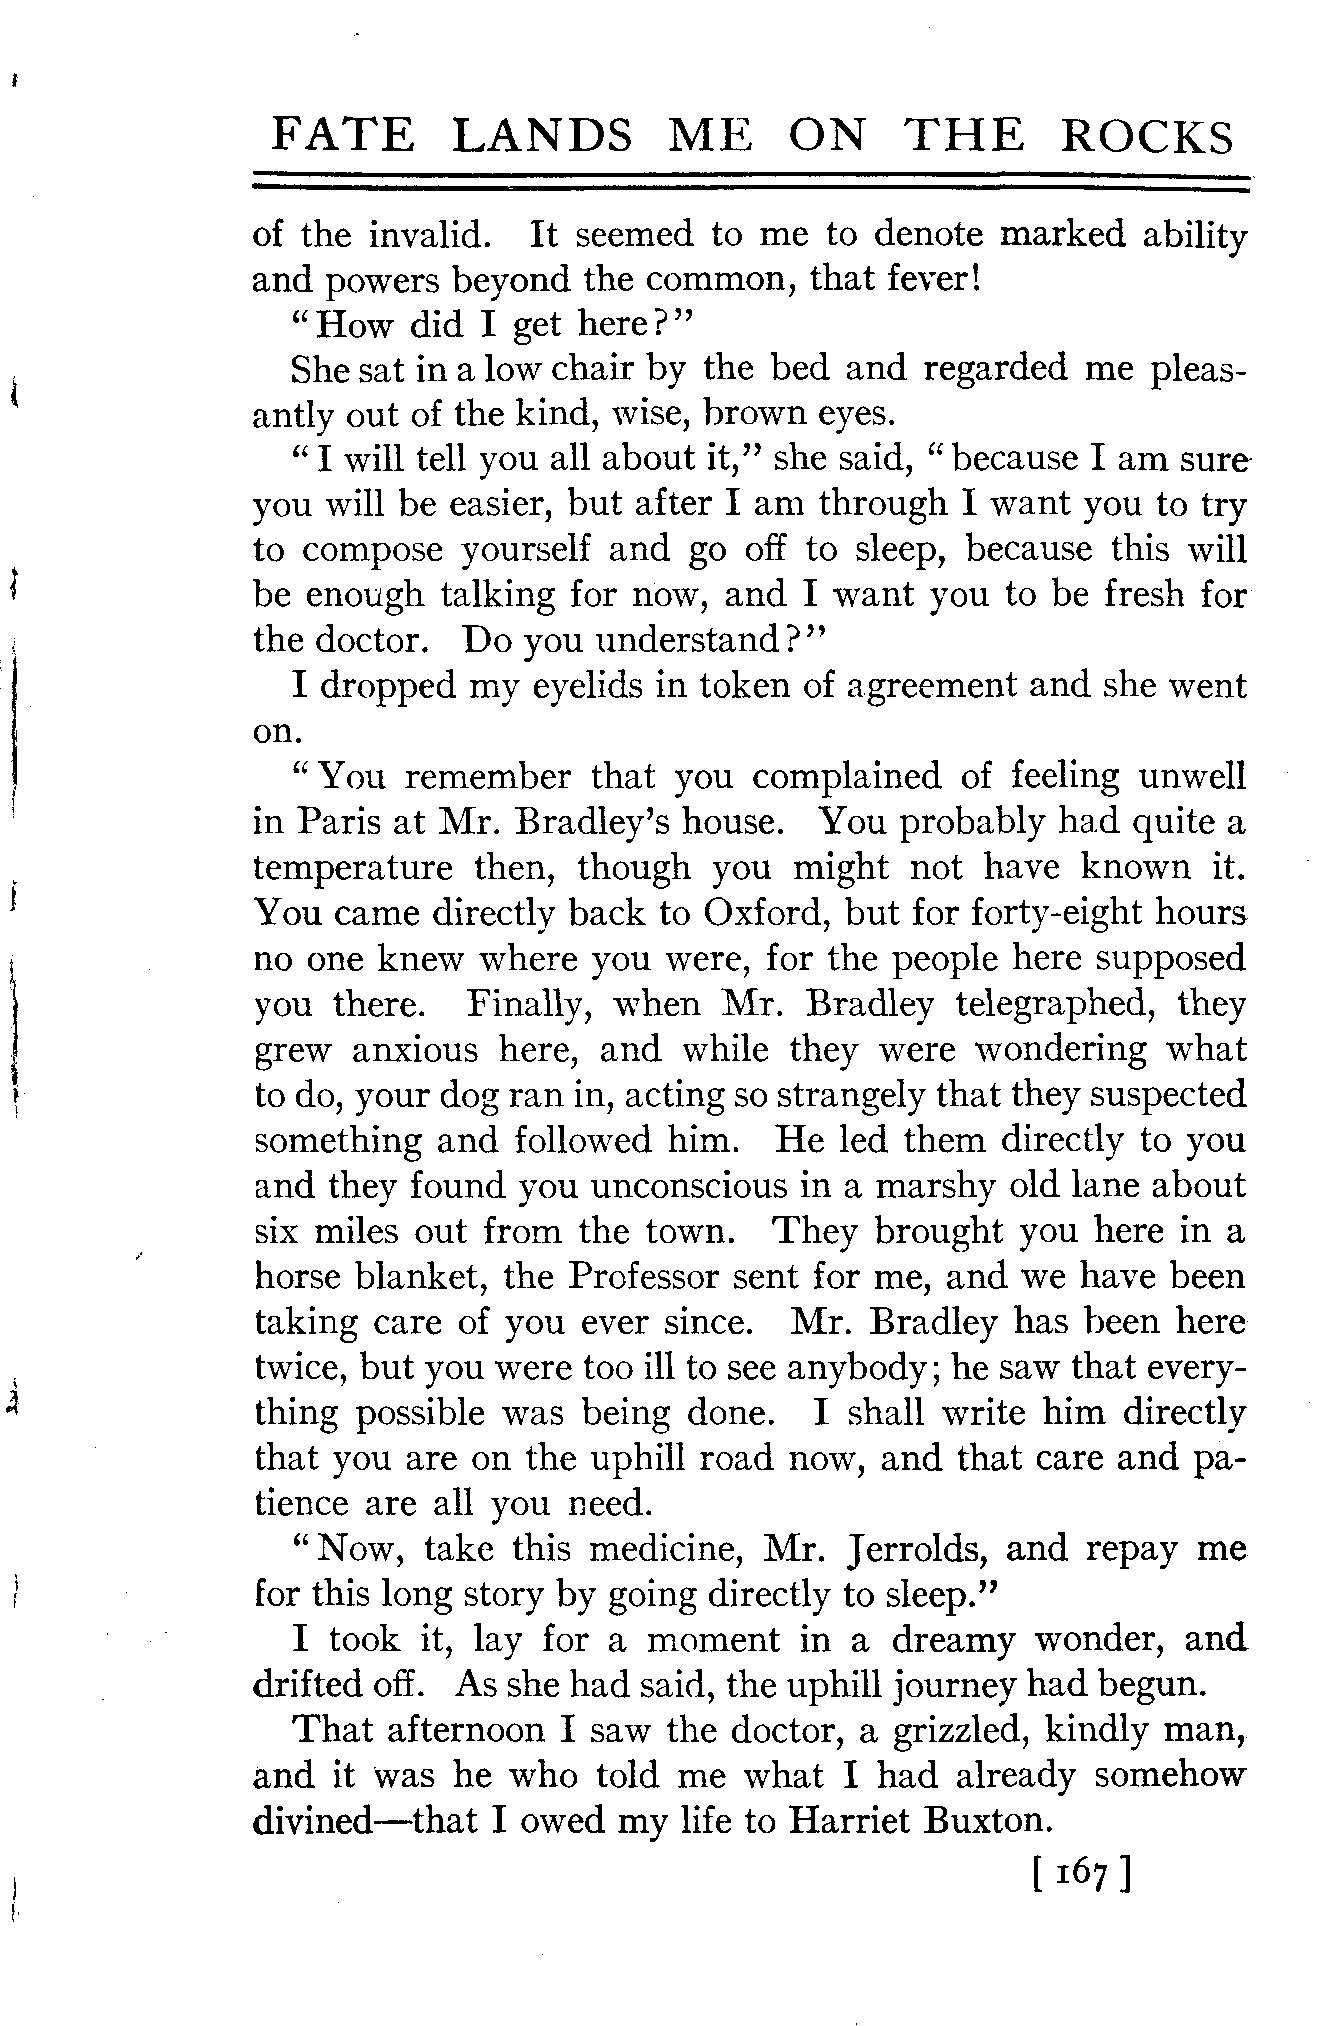 FATE LANDS ME ON THE ROCKS
of the invalid. It seemed to me to denote marked ability
and powers beyond the common, that fever!
"How did I get here?"
She sat in a low chair by the bed and regarded me pleas-
antly out of the kind, wise, brown eyes.
"I will tell you all about it," she said, "because I am sure
you will be easier, but after I am through I want you to try
to compose yourself and go off to sleep, because this will
be enough talking for now, and I want you to be fresh for
the doctor. Do you understand?"
I dropped my eyelids in token of agreement and she went
on.
"You remember that you complained of feeling unwell
in Paris at Mr. Bradley's house. You probably had quite a
temperature then, though you might not have known it.
You came directly back to Oxford, but for forty-eight hours
no one knew where you were, for the people here supposed
you there. Finally, when Mr. Bradley telegraphed, they
grew anxious here, and while they were wondering what
to do, your dog ran in, acting so strangely that they suspected
something and followed him. He led them directly to you
and they found you unconscious in a marshy old lane about
six miles out from the town. They brought you here in a
horse blanket, the Professor sent for me, and we have been
taking care of you ever since. Mr. Bradley has been here
twice, but you were too ill to see anybody; he saw that every-
thing possible was being done. I shall write him directly
that you are on the uphill road now, and that care and pa-
tience are all you need.
"Now, take this medicine, Mr. Jerrolds, and repay me
for this long story by going directly to sleep."
I took it, lay for a moment in a dreamy wonder, and
drifted off. As she had said, the uphill journey had begun.
That afternoon I saw the doctor, a grizzled, kindly man,
and it was he who told me what I had already somehow
divined—that I owed my life to Harriet Buxton.
[ 167 ]